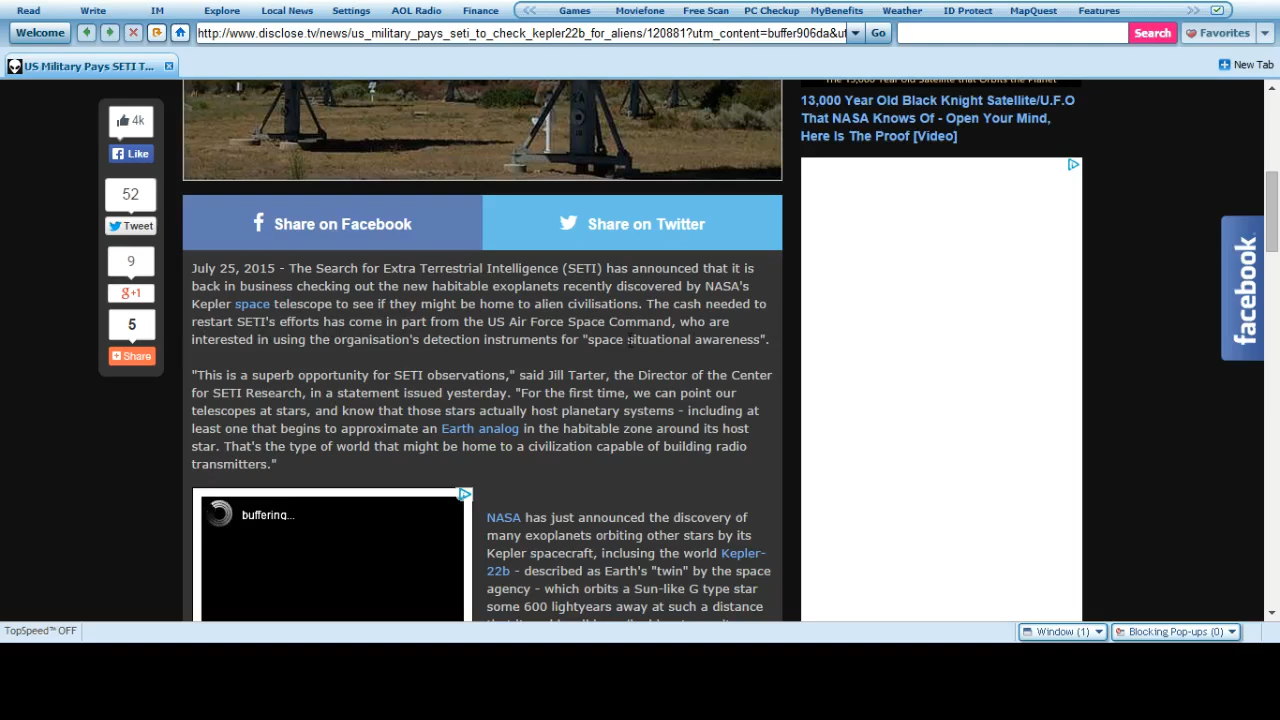 Read Write IM Explore Local News Settings AOL Radio Finance Games Moviefone Free Scan PC Checkup MyBenefits Weather ID Protect MapQuest Features
Welcome http://www.disclose.tv/news/us_military_pays_seti_to_check_kepler22b_for_aliens/120881?utm_content=buffer906da&u Go Search Favorites
US Military Pays SETI T... New Tab
4k
Like
52
Tweet
9
g+1
5
Share
Share on Facebook
Share on Twitter
July 25, 2015 - The Search for Extra Terrestrial Intelligence (SETI) has announced that it is
back in business checking out the new habitable exoplanets recently discovered by NASA's
Kepler space telescope to see if they might be home to alien civilisations. The cash needed to
restart SETI's efforts has come in part from the US Air Force Space Command, who are
interested in using the organisation's detection instruments for "space situational awareness".
"This is a superb opportunity for SETI observations," said Jill Tarter, the Director of the Center
for SETI Research, in a statement issued yesterday. "For the first time, we can point our
telescopes at stars, and know that those stars actually host planetary systems - including at
least one that begins to approximate an Earth analog in the habitable zone around its host
star. That's the type of world that might be home to a civilization capable of building radio
transmitters."
buffering...
NASA has just announced the discovery of
many exoplanets orbiting other stars by its
Kepler spacecraft, inclusing the world Kepler-
22b - described as Earth's "twin" by the space
agency - which orbits a Sun-like G type star
some 600 lightyears away at such a distance
13,000 Year Old Black Knight Satellite/U.F.O
That NASA Knows Of - Open Your Mind,
Here Is The Proof [Video]
facebook
TopSpeed™ OFF Window (1) Blocking Pop-ups (0)